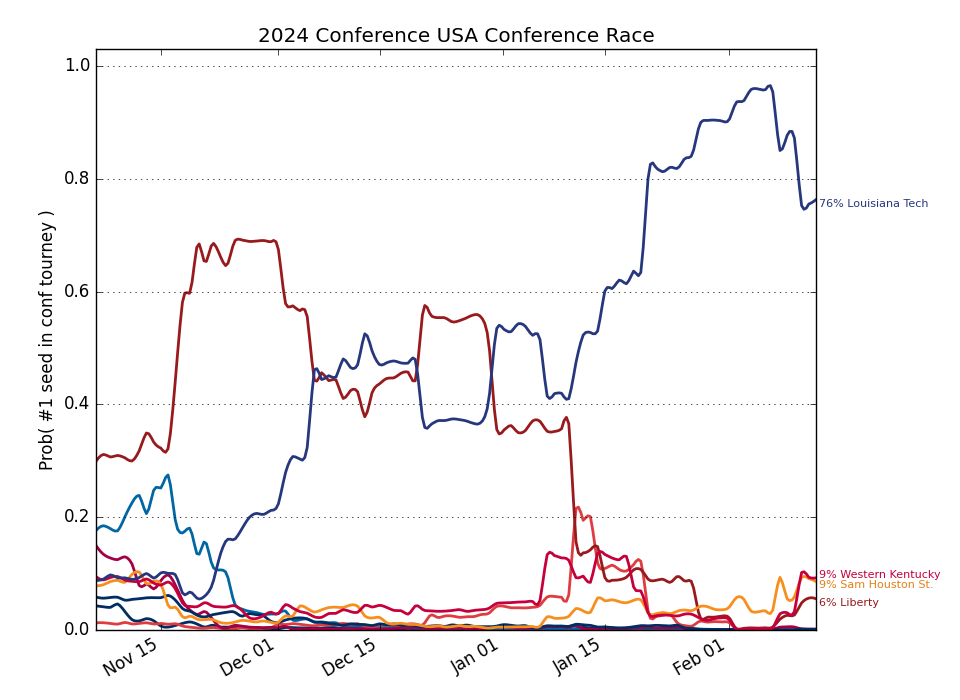 2024 Conference USA Conference Race
Prob( #1 seed in conf tourney )
1.0
0.8
0.6
0.4
0.2
0.0
Nov 15
Dec 01
Dec 15
Jan 01
Jan 15
Feb 01
76% Louisiana Tech
9% Western Kentucky
9% Sam Houston St.
6% Liberty